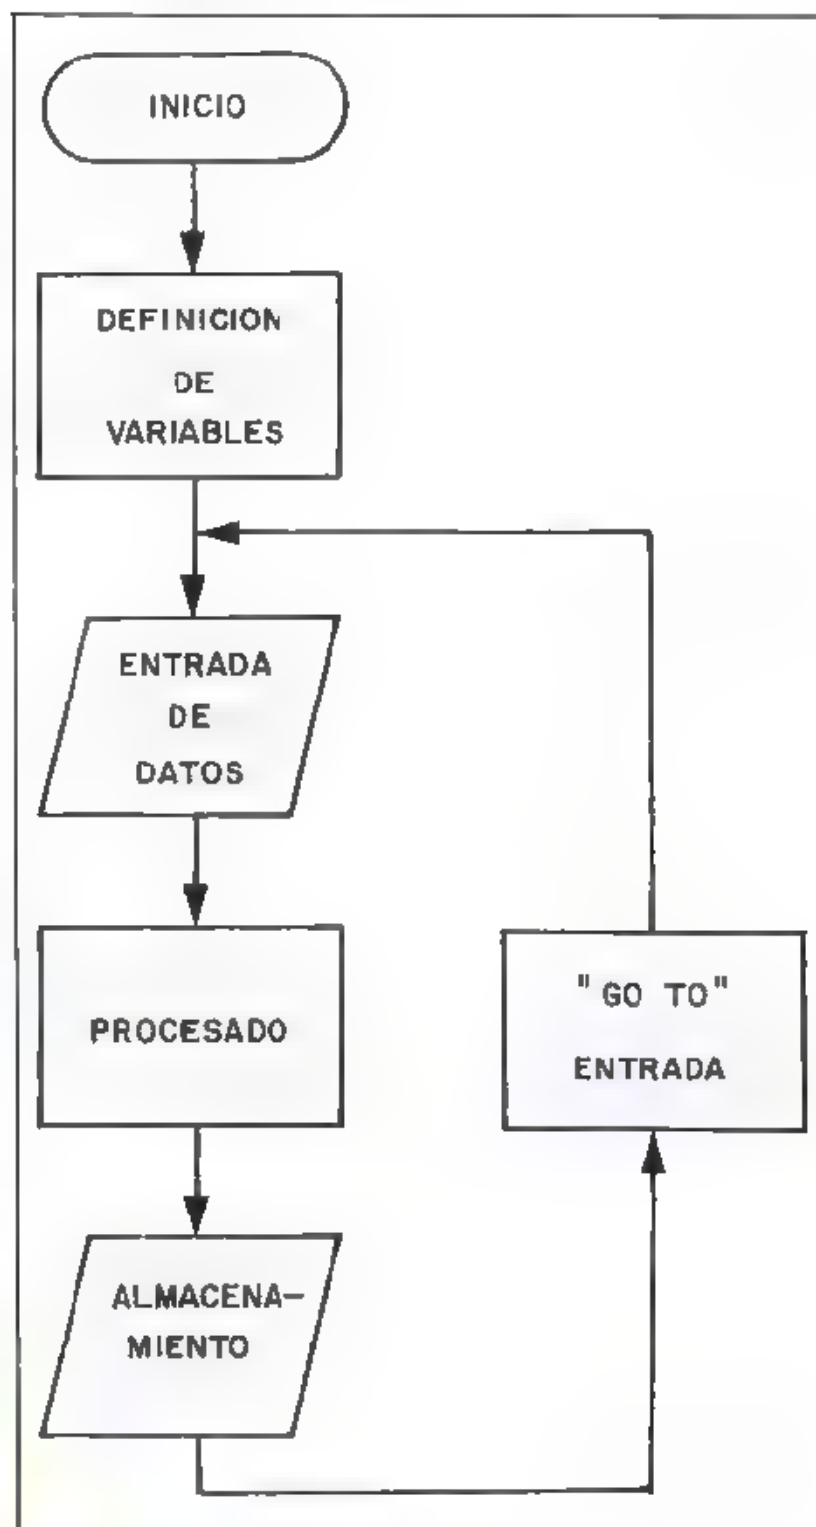 INICIO
DEFINICION
DE
VARIABLES
ENTRADA
DE
DATOS
PROCESADO
"GO TO"
ENTRADA
ALMACENA-
MIENTO